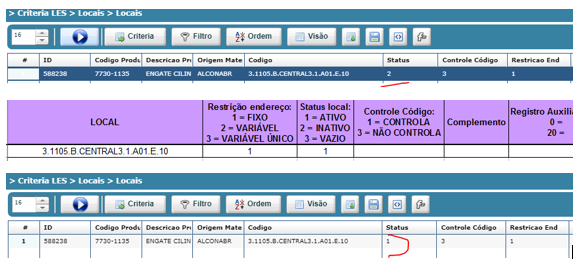 > Criteria LES > Locais > Locais
16 Criteria Filtro Ordem Visão
# ID Codigo Produ Descricao Pr Origem Mate Codigo Status Controle Código Restricao End
588238 7730-1135 ENGATE CILIN ALCONABR 3.1105.B.CENTRAL3.1.A01.E.10 2 3 1
LOCAL Restrição endereço: 1 = FIXO 2 = VARIÁVEL 3 = VARIÁVEL ÚNICO Status local: 1 = ATIVO 2 = INATIVO 3 = VAZIO Controle Código: 1 = CONTROLA 3 = NÃO CONTROLA Complemento Registro Auxili 0 = 20 =
3.1105.B.CENTRAL3.1.A01.E.10 1 1
> Criteria LES > Locais > Locais
16 Criteria Filtro Ordem Visão
# ID Codigo Produ Descricao Pr Origem Mate Codigo Status Controle Código Restricao End
1 588238 7730-1135 ENGATE CILIN ALCONABR 3.1105.B.CENTRAL3.1.A01.E.10 1 3 1